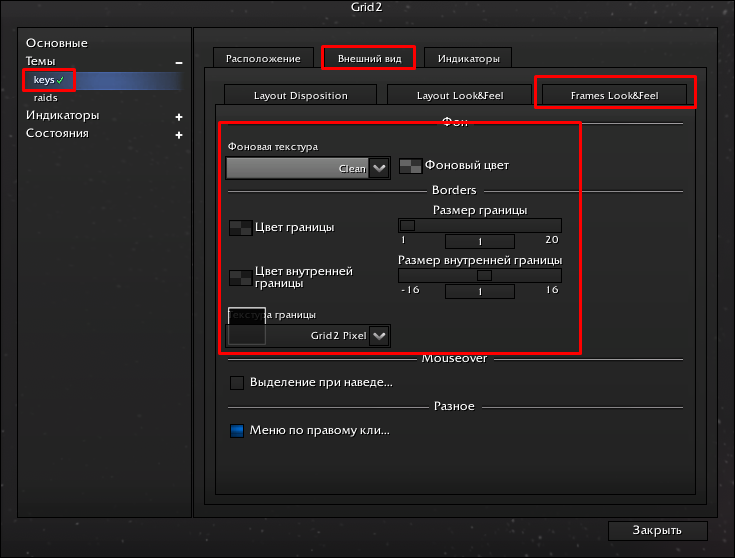 Grid2
Основные
Темы
keys
raids
Индикаторы
Состояния
Расположение
Внешний вид
Индикаторы
Layout Disposition
Layout Look&Feel
Frames Look&Feel
Фон
Фоновая текстура
Clean
Фоновый цвет
Borders
Размер границы
Цвет границы
1
1
20
Размер внутренней границы
Цвет внутренней
границы
-16
1
16
Текстура границы
Grid2 Pixel
Mouseover
Выделение при наведе...
Разное
Меню по правому кли...
Закрыть